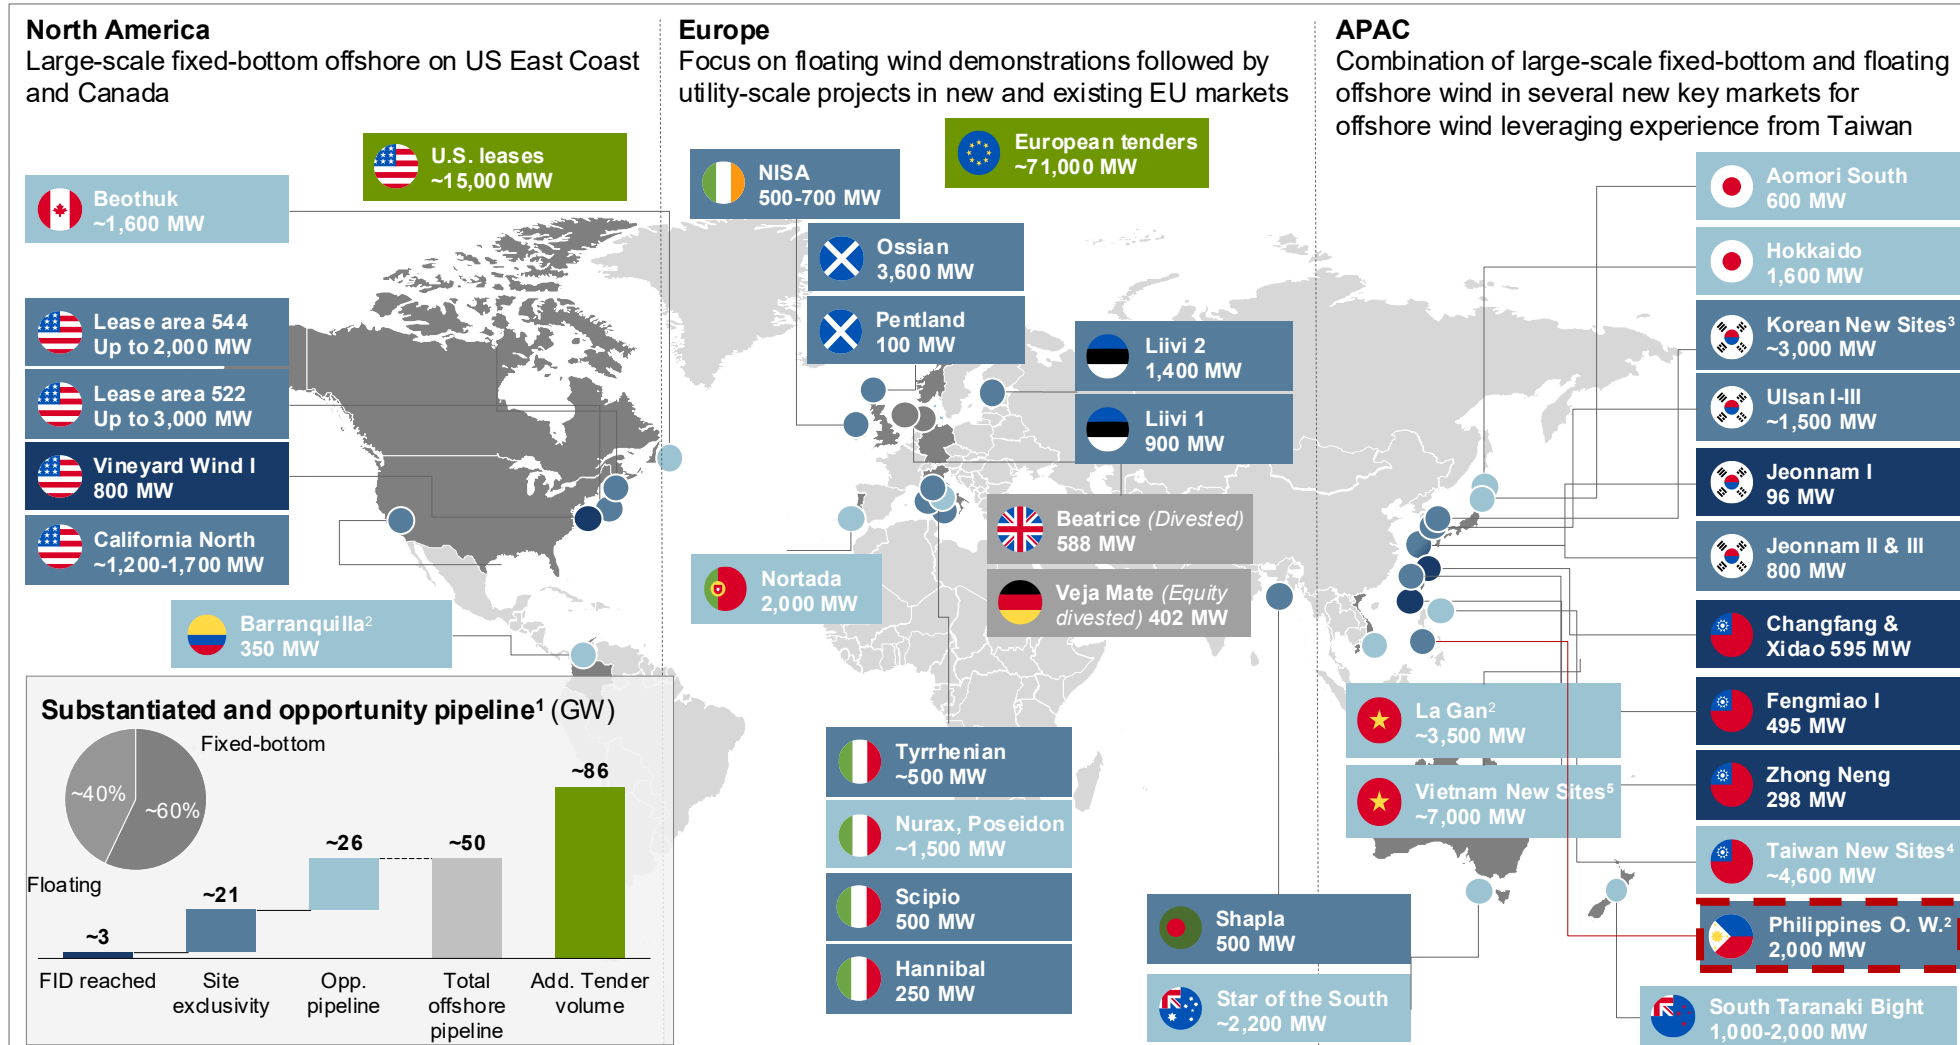 North America
Large-scale fixed-bottom offshore on US East Coast
and Canada
U.S. leases
~15,000 MW
Beothuk
~1,600 MW
Lease area 544
Up to 2,000 MW
Lease area 522
Up to 3,000 MW
Vineyard Wind I
800 MW
California North
~1,200-1,700 MW
Barranquilla²
350 MW
Substantiated and opportunity pipeline¹ (GW)
Fixed-bottom
~40%
~60%
Floating
~3
~21
~26
~50
~86
FID reached
Site
exclusivity
Opp.
pipeline
Total
offshore
pipeline
Add. Tender
volume
Europe
Focus on floating wind demonstrations followed by
utility-scale projects in new and existing EU markets
European tenders
~71,000 MW
NISA
500-700 MW
Ossian
3,600 MW
Pentland
100 MW
Liivi 2
1,400 MW
Liivi 1
900 MW
Beatrice (Divested)
588 MW
Veja Mate (Equity
divested) 402 MW
Nortada
2,000 MW
Tyrrhenian
~500 MW
Nurax, Poseidon
~1,500 MW
Scipio
500 MW
Hannibal
250 MW
APAC
Combination of large-scale fixed-bottom and floating
offshore wind in several new key markets for
offshore wind leveraging experience from Taiwan
Aomori South
600 MW
Hokkaido
1,600 MW
Korean New Sites³
~3,000 MW
Ulsan I-III
~1,500 MW
Jeonnam I
96 MW
Jeonnam II & III
800 MW
Changfang &
Xidao 595 MW
Fengmiao I
495 MW
Zhong Neng
298 MW
Taiwan New Sites⁴
~4,600 MW
Philippines O. W.²
2,000 MW
La Gan²
~3,500 MW
Vietnam New Sites⁵
~7,000 MW
Shapla
500 MW
Star of the South
~2,200 MW
South Taranaki Bight
1,000-2,000 MW